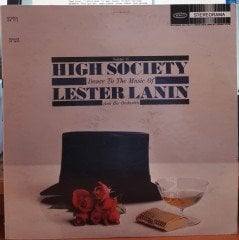 STEREORAMA
HIGH SOCIETY
Dance To The Music Of
LESTER LANIN
And His Orchestra